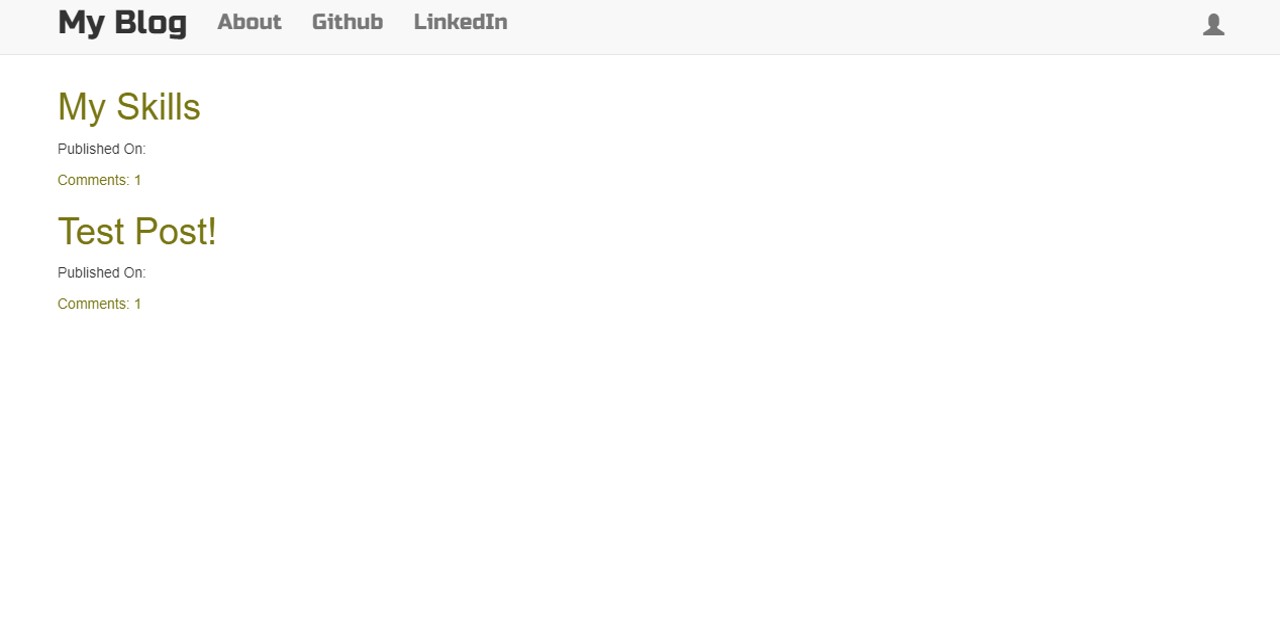 My Blog About Github LinkedIn
My Skills
Published On:
Comments: 1
Test Post!
Published On:
Comments: 1